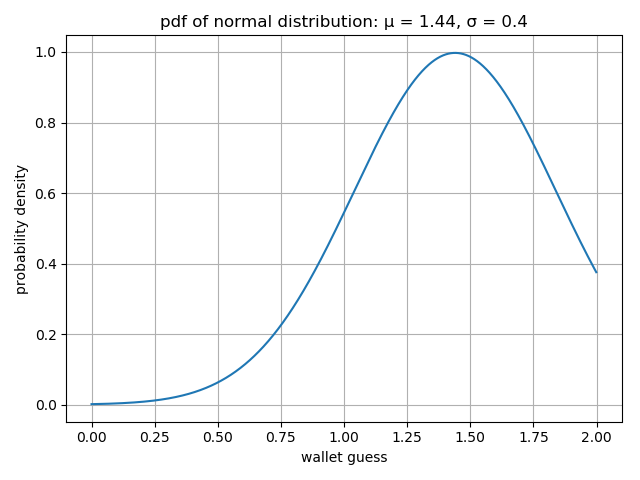 pdf of normal distribution: μ = 1.44, σ = 0.4
probability density
1.0
0.8
0.6
0.4
0.2
0.0
0.00 0.25 0.50 0.75 1.00 1.25 1.50 1.75 2.00
wallet guess